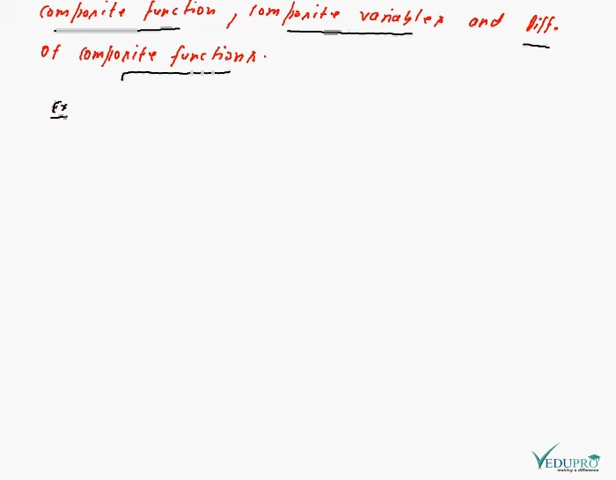 composite function, composite variables and Diff.
Of composite functions.
Ex
VEDUPRO